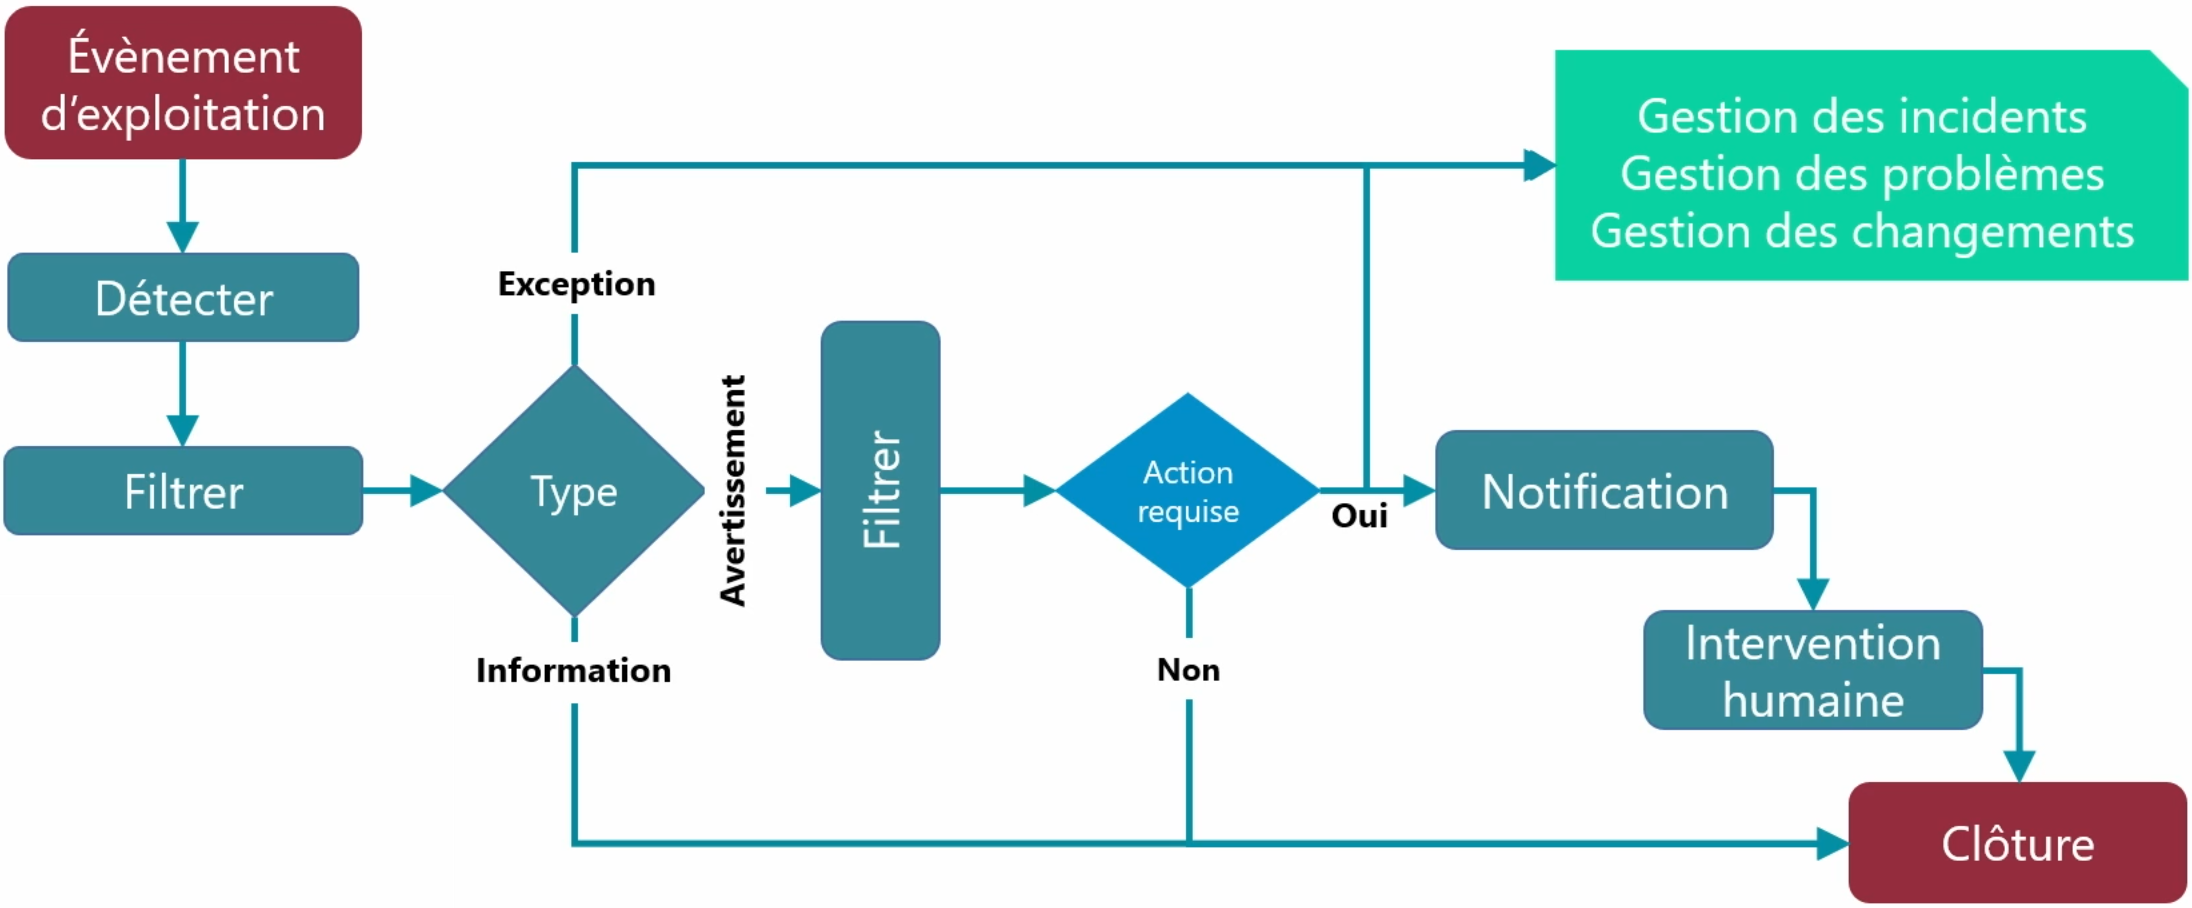 Évènement
d’exploitation
Détecter
Filtrer
Type
Exception
Avertissement
Information
Filtrer
Action
requise
Oui
Non
Gestion des incidents
Gestion des problèmes
Gestion des changements
Notification
Intervention
humaine
Clôture